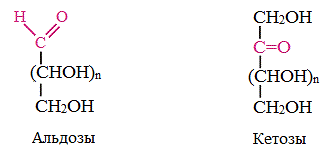 H O CH₂OH
C C=O
(CHOH)n (CHOH)n
CH₂OH CH₂OH
Альдозы Кетозы